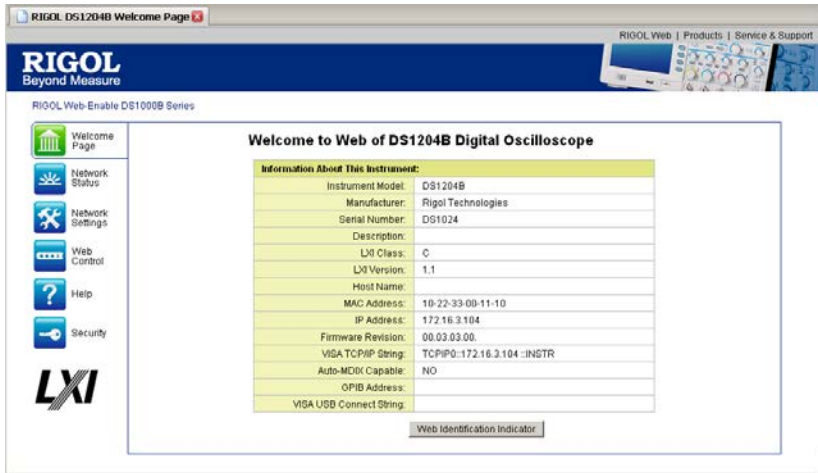 RIGOL DS1204B Welcome Page
RIGOL Web | Products | Service & Support
RIGOL
Beyond Measure
RIGOL Web-Enable DS1000B Series
Welcome Page
Network Status
Network Settings
Web Control
Help
Security
LXI
Welcome to Web of DS1204B Digital Oscilloscope
Information About This Instrument:
Instrument Model: DS1204B
Manufacturer: Rigol Technologies
Serial Number: DS1024
Description:
LXI Class: C
LXI Version: 1.1
Host Name:
MAC Address: 10-22-33-00-11-10
IP Address: 172.16.3.104
Firmware Revision: 00.03.03.00.
VISA TCP/IP String: TCPIP0::172.16.3.104 ::INSTR
Auto-MDIX Capable: NO
GPIB Address:
VISA USB Connect String:
Web Identification Indicator